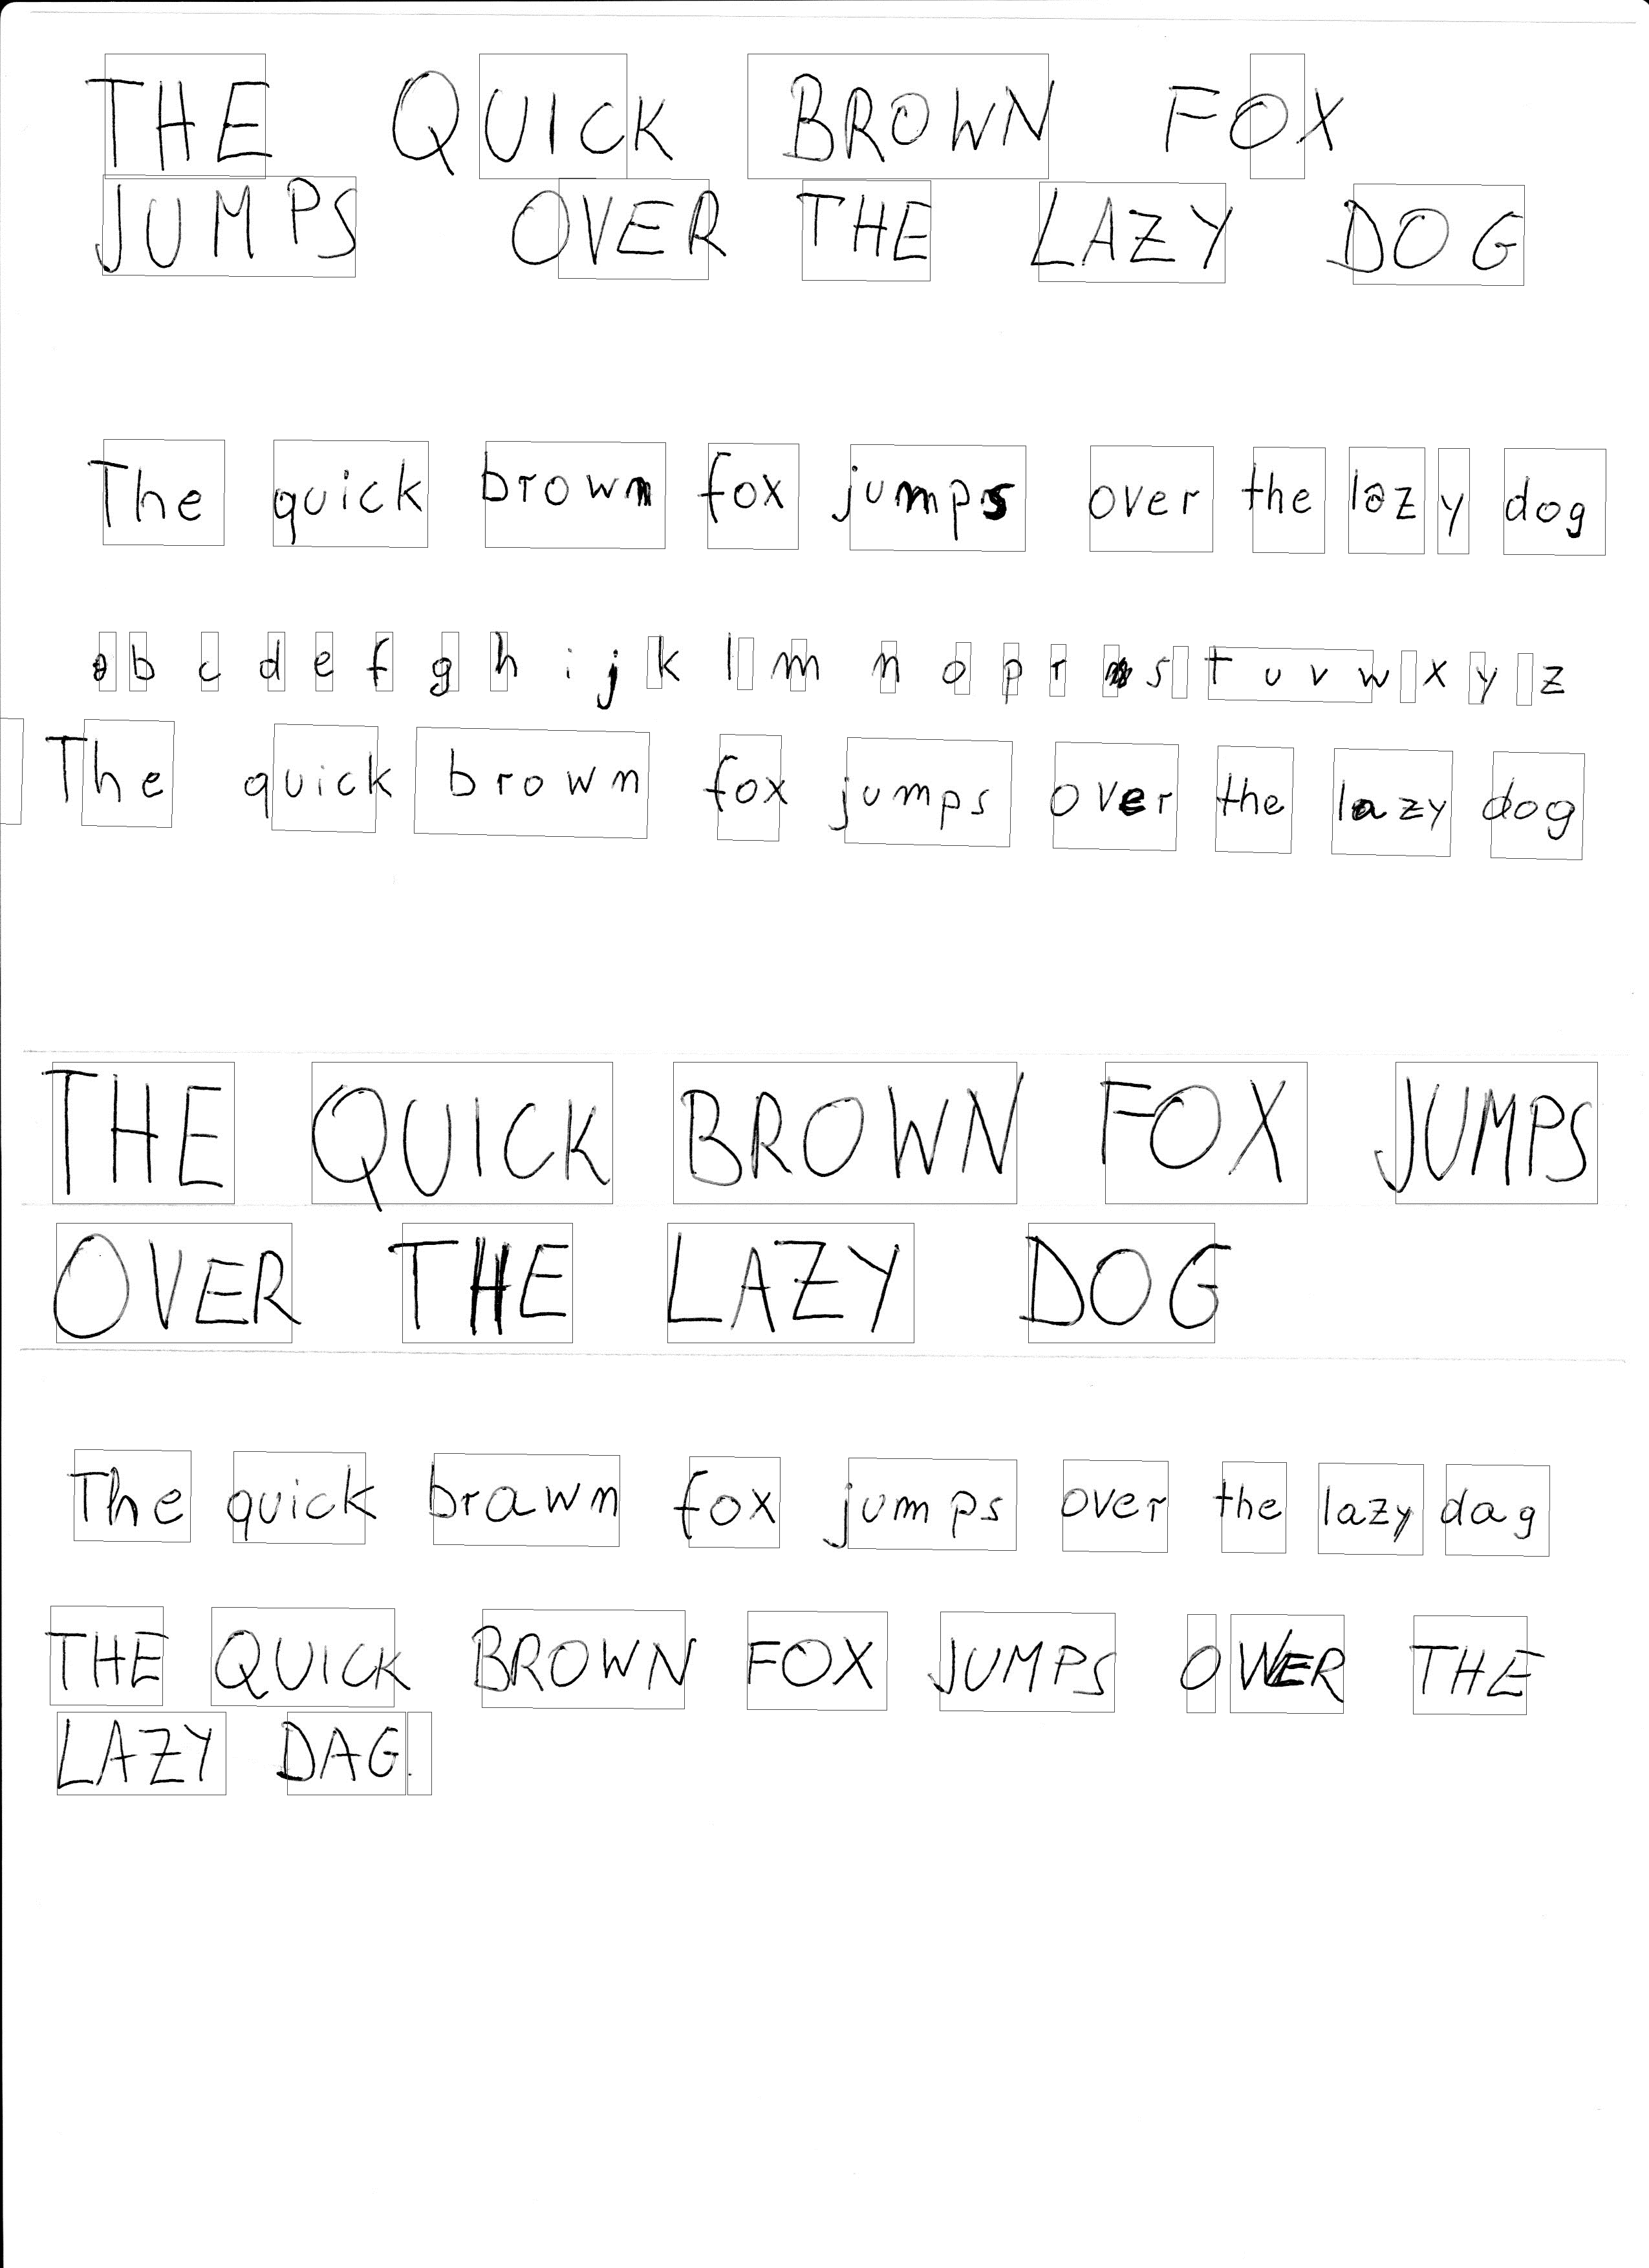 THE QUICK BROWN FOX
JUMPS OVER THE LAZY DOG
The quick brown fox jumps over the lazy dog
a b c d e f g h i j k l m n o p r s t u v w x y z
The quick brown fox jumps over the lazy dog
THE QUICK BROWN FOX JUMPS
OVER THE LAZY DOG
The quick brawn fox jumps over the lazy dag
THE QUICK BROWN FOX JUMPS OVER THE
LAZY DAG.